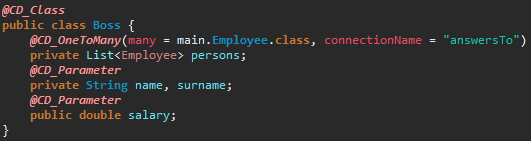 @CD_Class
public class Boss {
    @CD_OneToMany(many = main.Employee.class, connectionName = "answersTo")
    private List<Employee> persons;
    @CD_Parameter
    private String name, surname;
    @CD_Parameter
    public double salary;
}